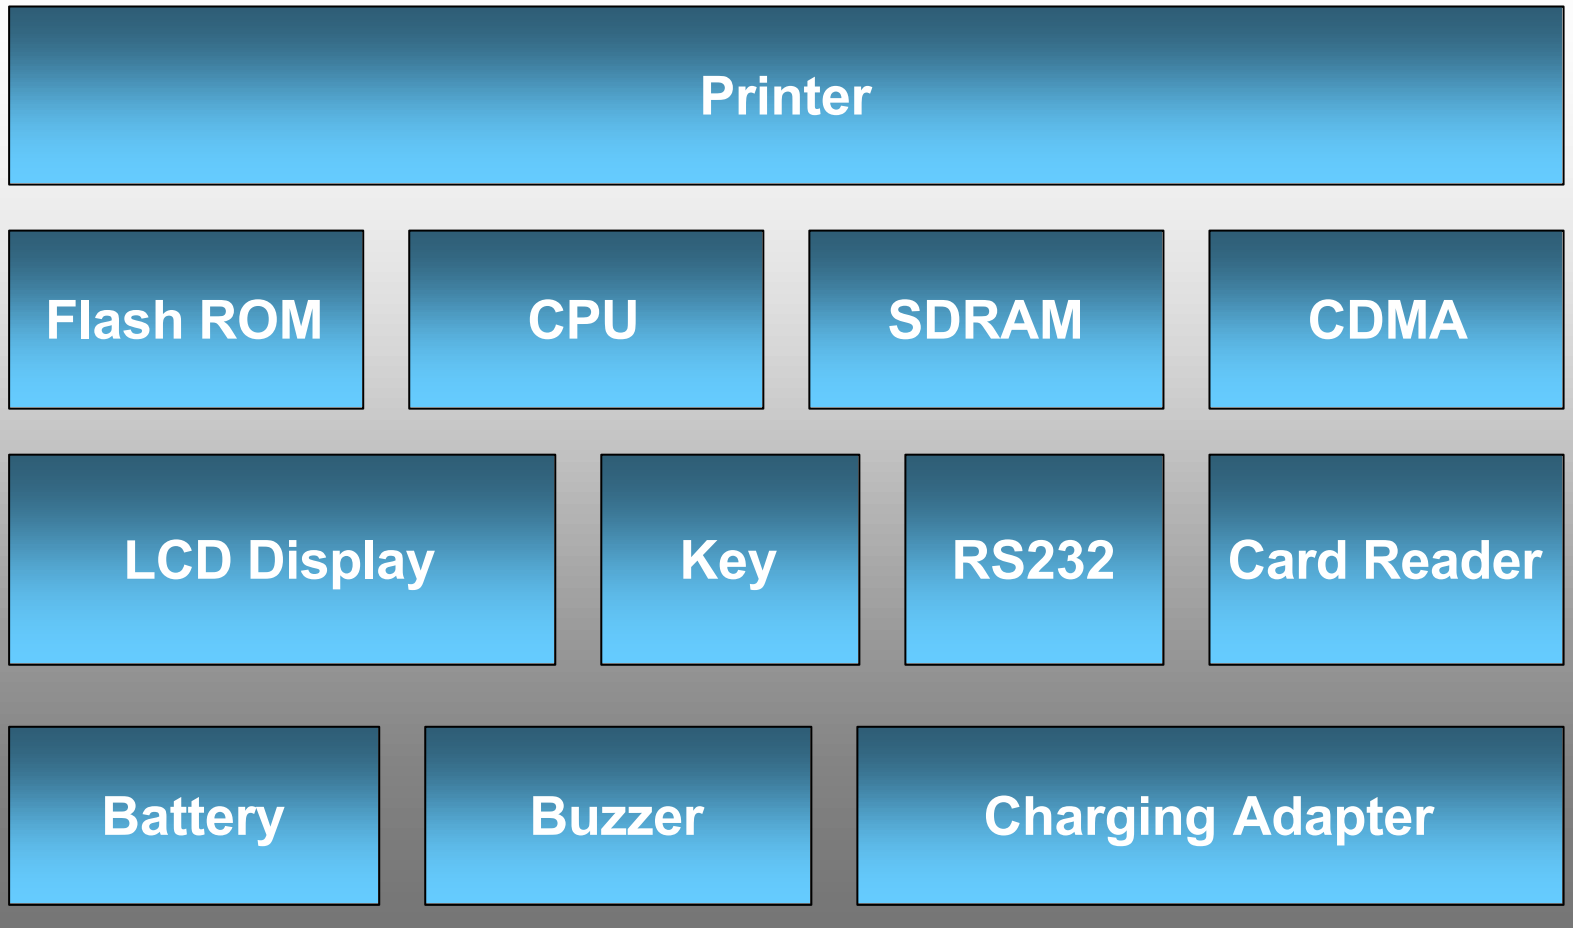 Printer
Flash ROM
CPU
SDRAM
CDMA
LCD Display
Key
RS232
Card Reader
Battery
Buzzer
Charging Adapter